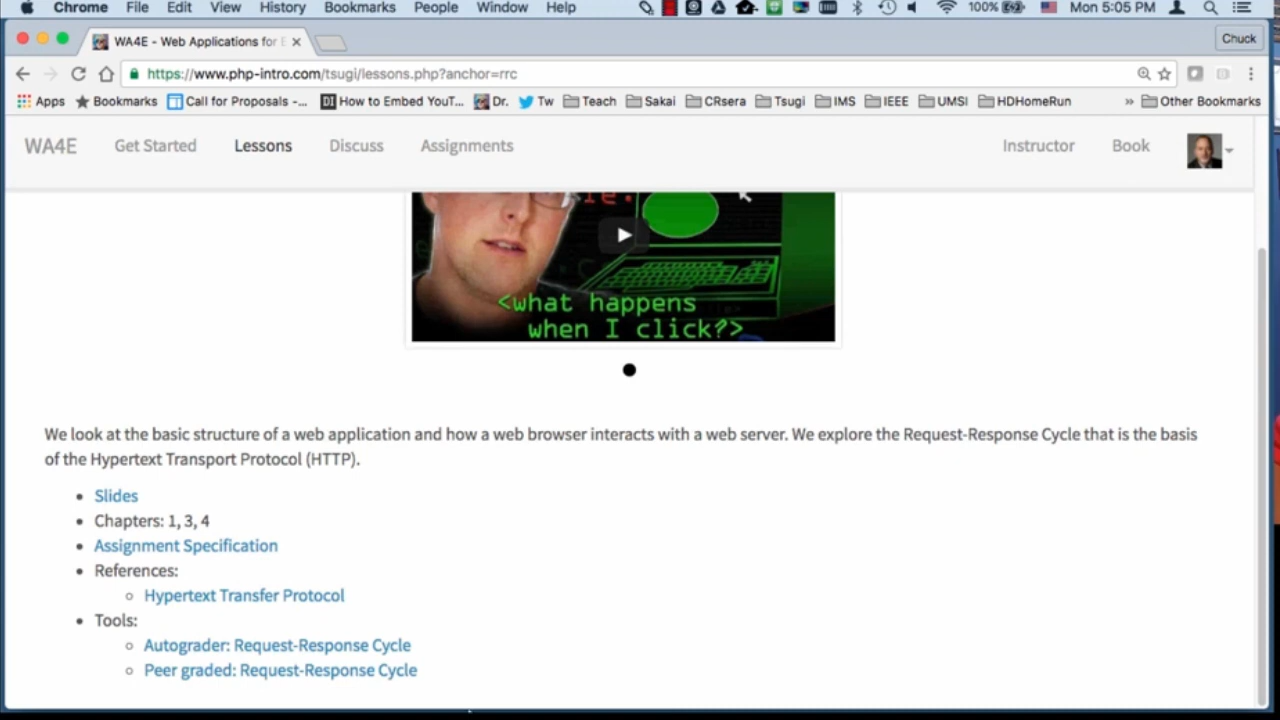 Chrome File Edit View History Bookmarks People Window Help 100% Mon 5:05 PM
WA4E - Web Applications for E Chuck
https://www.php-intro.com/tsugi/lessons.php?anchor=rrc
Apps Bookmarks Call for Proposals -... DI How to Embed YouT... Dr. Tw Teach Sakai CRsera Tsugi IMS IEEE UMSI HDHomeRun » Other Bookmarks
WA4E Get Started Lessons Discuss Assignments Instructor Book
<what happens
when I click?>
We look at the basic structure of a web application and how a web browser interacts with a web server. We explore the Request-Response Cycle that is the basis
of the Hypertext Transport Protocol (HTTP).
Slides
Chapters: 1, 3, 4
Assignment Specification
References:
Hypertext Transfer Protocol
Tools:
Autograder: Request-Response Cycle
Peer graded: Request-Response Cycle